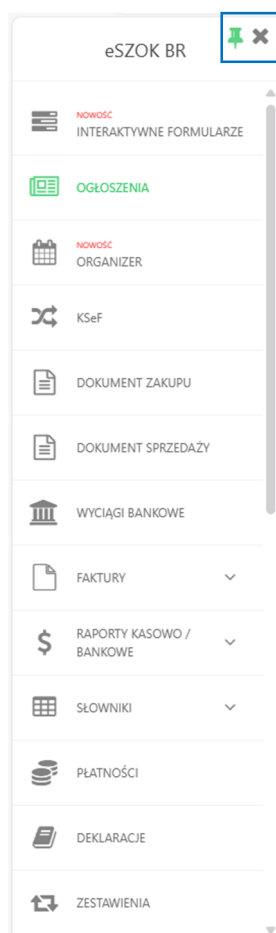 eSZOK BR
NOWOŚĆ
INTERAKTYWNE FORMULARZE
OGŁOSZENIA
NOWOŚĆ
ORGANIZER
KSeF
DOKUMENT ZAKUPU
DOKUMENT SPRZEDAŻY
WYCIĄGI BANKOWE
FAKTURY
RAPORTY KASOWO /
BANKOWE
SŁOWNIKI
PŁATNOŚCI
DEKLARACJE
ZESTAWIENIA